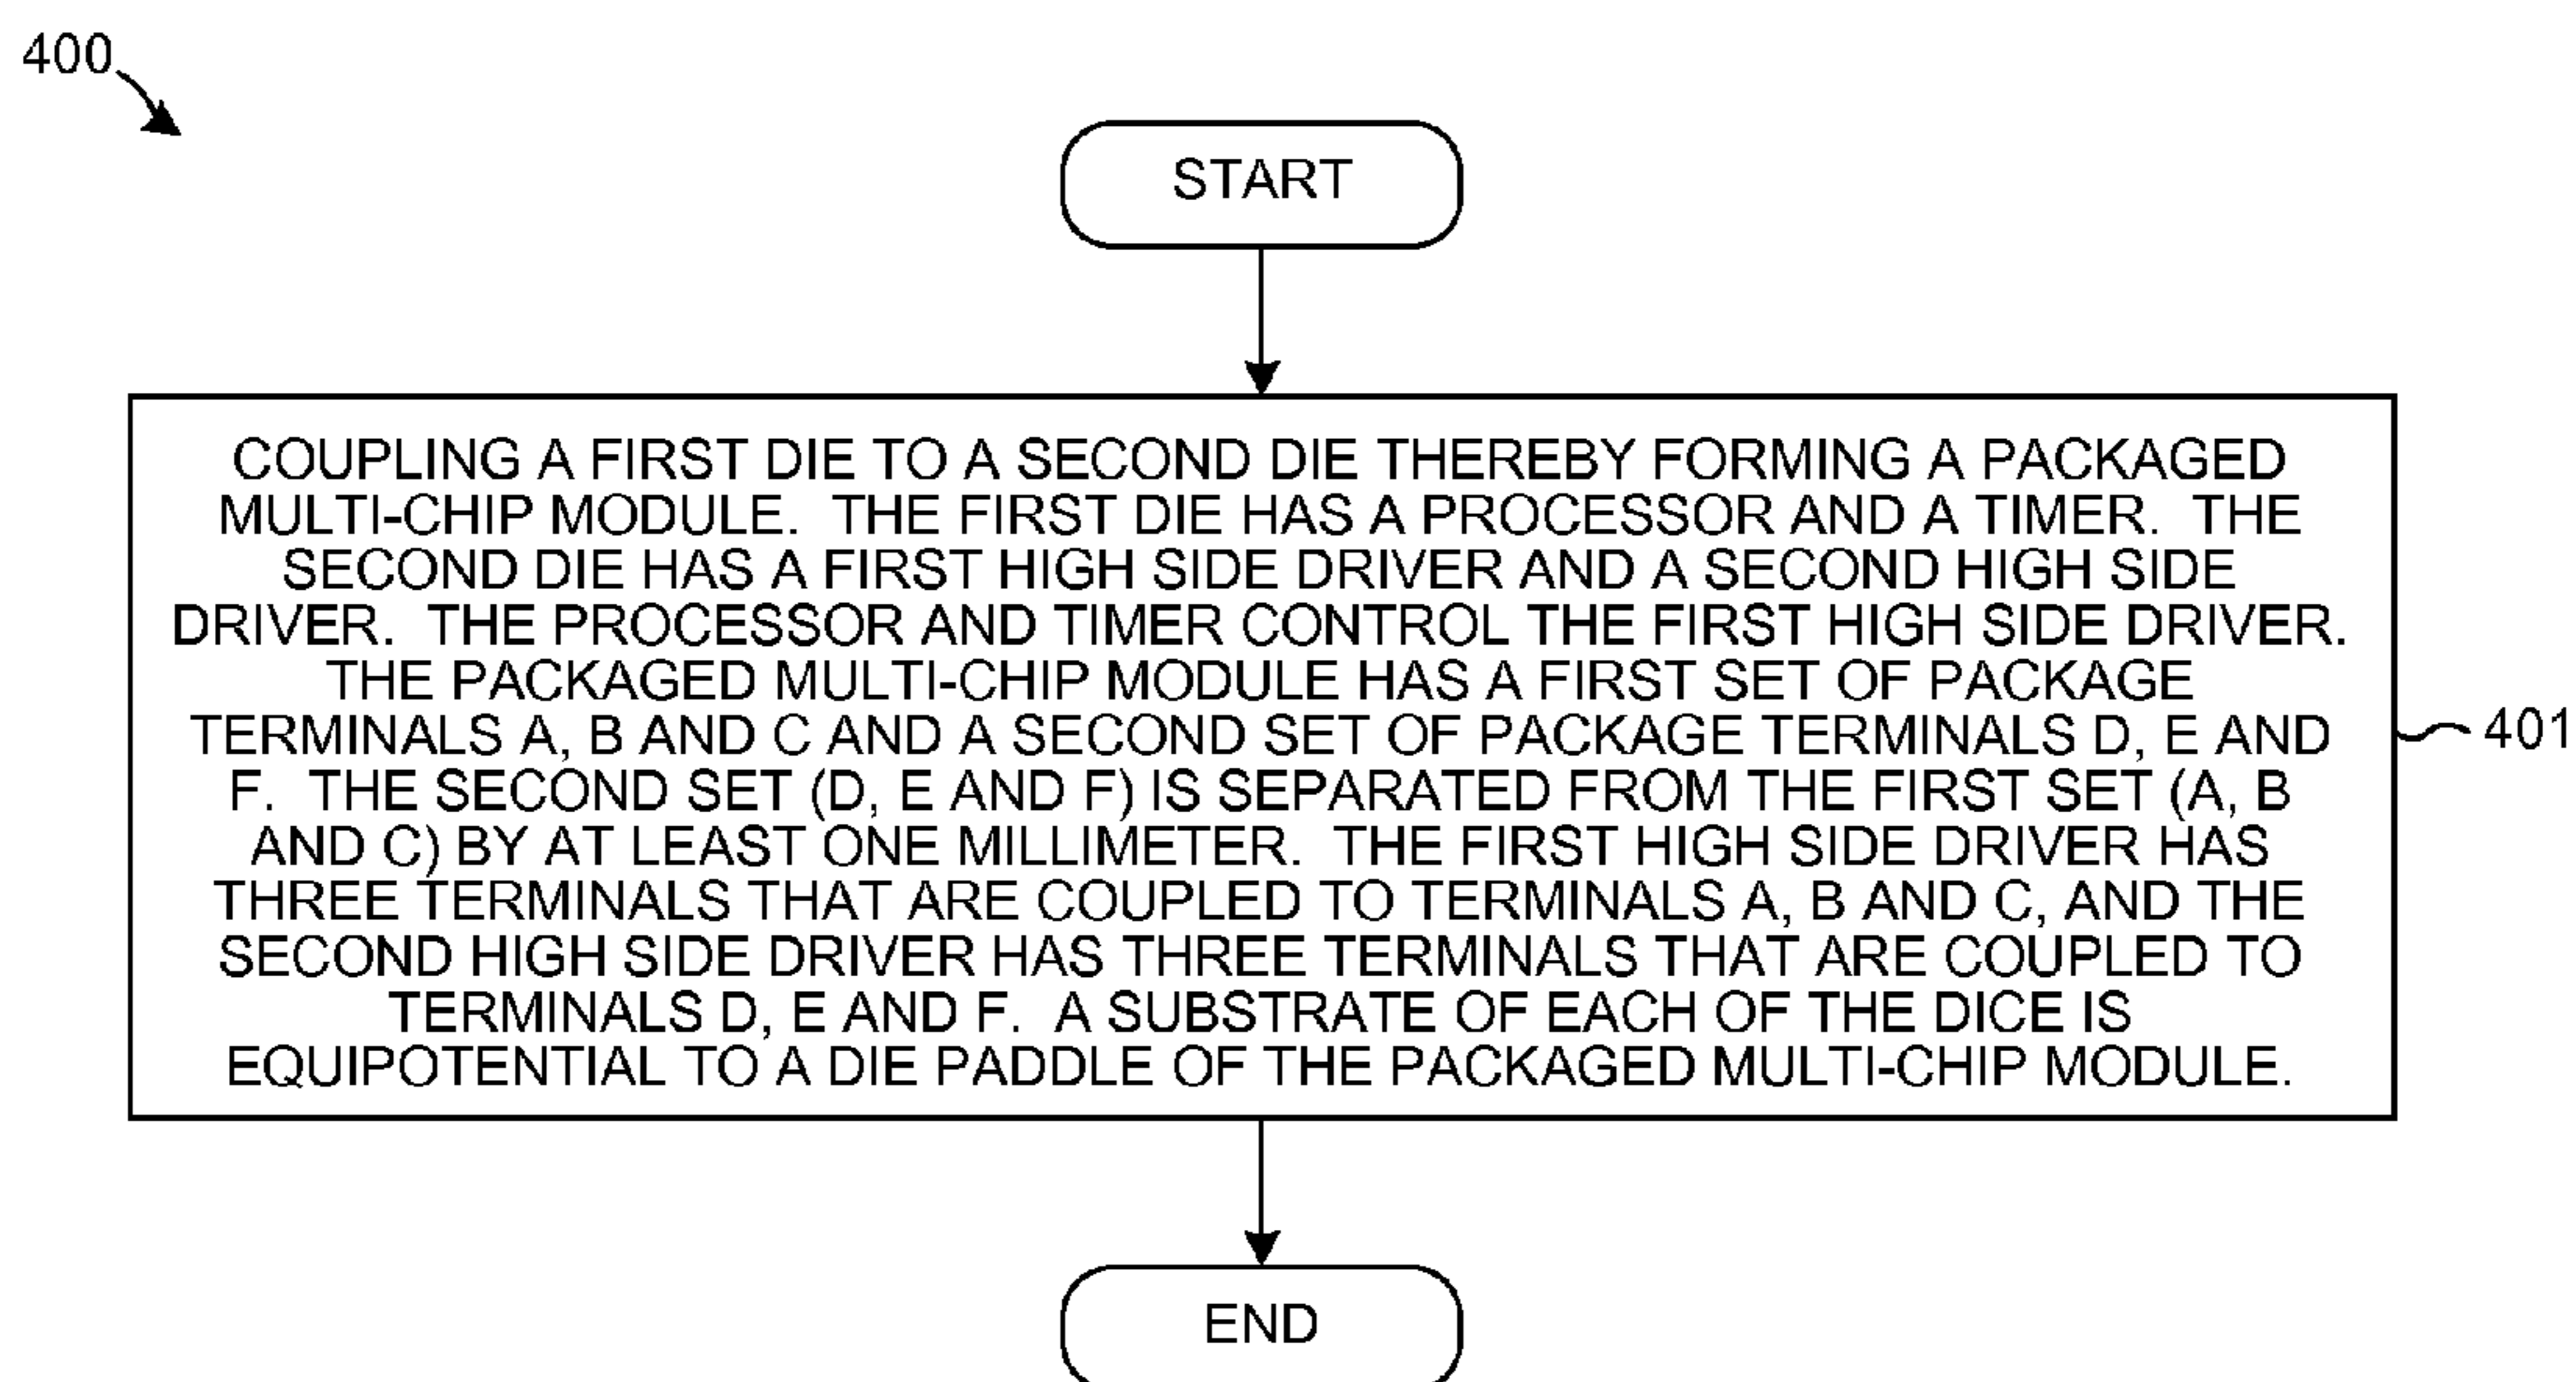 400
START
COUPLING A FIRST DIE TO A SECOND DIE THEREBY FORMING A PACKAGED
MULTI-CHIP MODULE. THE FIRST DIE HAS A PROCESSOR AND A TIMER. THE
SECOND DIE HAS A FIRST HIGH SIDE DRIVER AND A SECOND HIGH SIDE
DRIVER. THE PROCESSOR AND TIMER CONTROL THE FIRST HIGH SIDE DRIVER.
THE PACKAGED MULTI-CHIP MODULE HAS A FIRST SET OF PACKAGE
TERMINALS A, B AND C AND A SECOND SET OF PACKAGE TERMINALS D, E AND
F. THE SECOND SET (D, E AND F) IS SEPARATED FROM THE FIRST SET (A, B
AND C) BY AT LEAST ONE MILLIMETER. THE FIRST HIGH SIDE DRIVER HAS
THREE TERMINALS THAT ARE COUPLED TO TERMINALS A, B AND C, AND THE
SECOND HIGH SIDE DRIVER HAS THREE TERMINALS THAT ARE COUPLED TO
TERMINALS D, E AND F. A SUBSTRATE OF EACH OF THE DICE IS
EQUIPOTENTIAL TO A DIE PADDLE OF THE PACKAGED MULTI-CHIP MODULE.
401
END